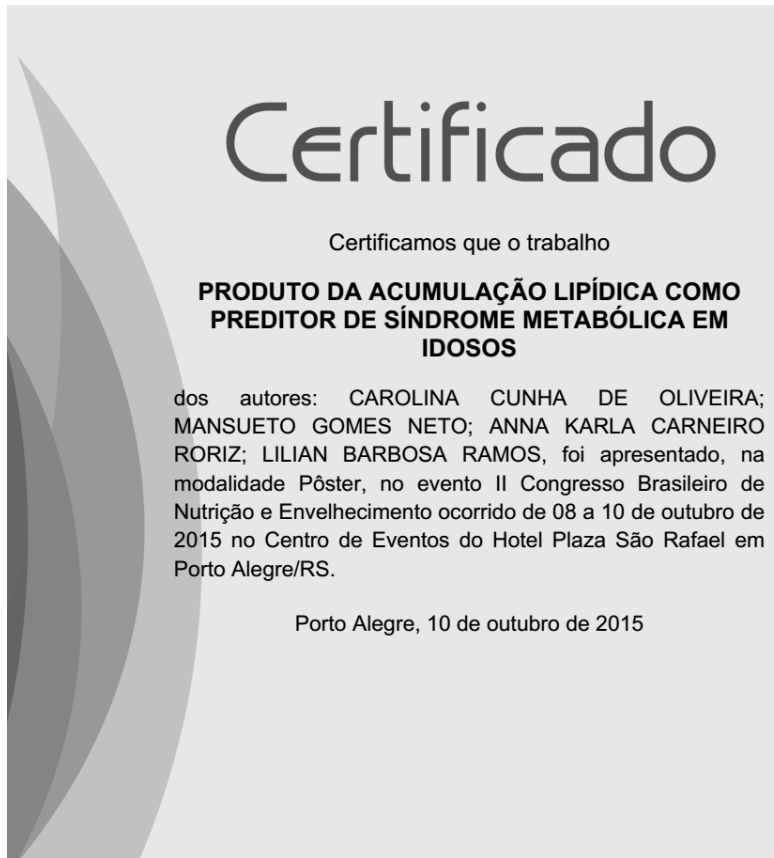 Certificado
Certificamos que o trabalho
PRODUTO DA ACUMULAÇÃO LIPÍDICA COMO
PREDITOR DE SÍNDROME METABÓLICA EM
IDOSOS
dos autores: CAROLINA CUNHA DE OLIVEIRA;
MANSUETO GOMES NETO; ANNA KARLA CARNEIRO
RORIZ; LILIAN BARBOSA RAMOS, foi apresentado, na
modalidade Pôster, no evento II Congresso Brasileiro de
Nutrição e Envelhecimento ocorrido de 08 a 10 de outubro de
2015 no Centro de Eventos do Hotel Plaza São Rafael em
Porto Alegre/RS.
Porto Alegre, 10 de outubro de 2015